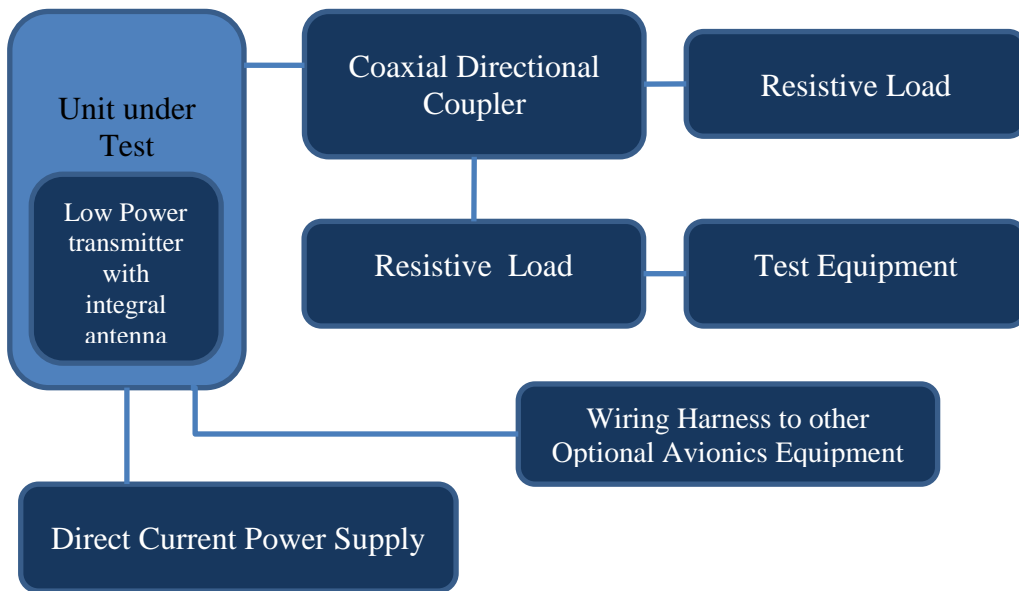 Unit under
Test
Low Power
transmitter
with
integral
antenna
Coaxial Directional
Coupler
Resistive Load
Resistive Load
Test Equipment
Wiring Harness to other
Optional Avionics Equipment
Direct Current Power Supply